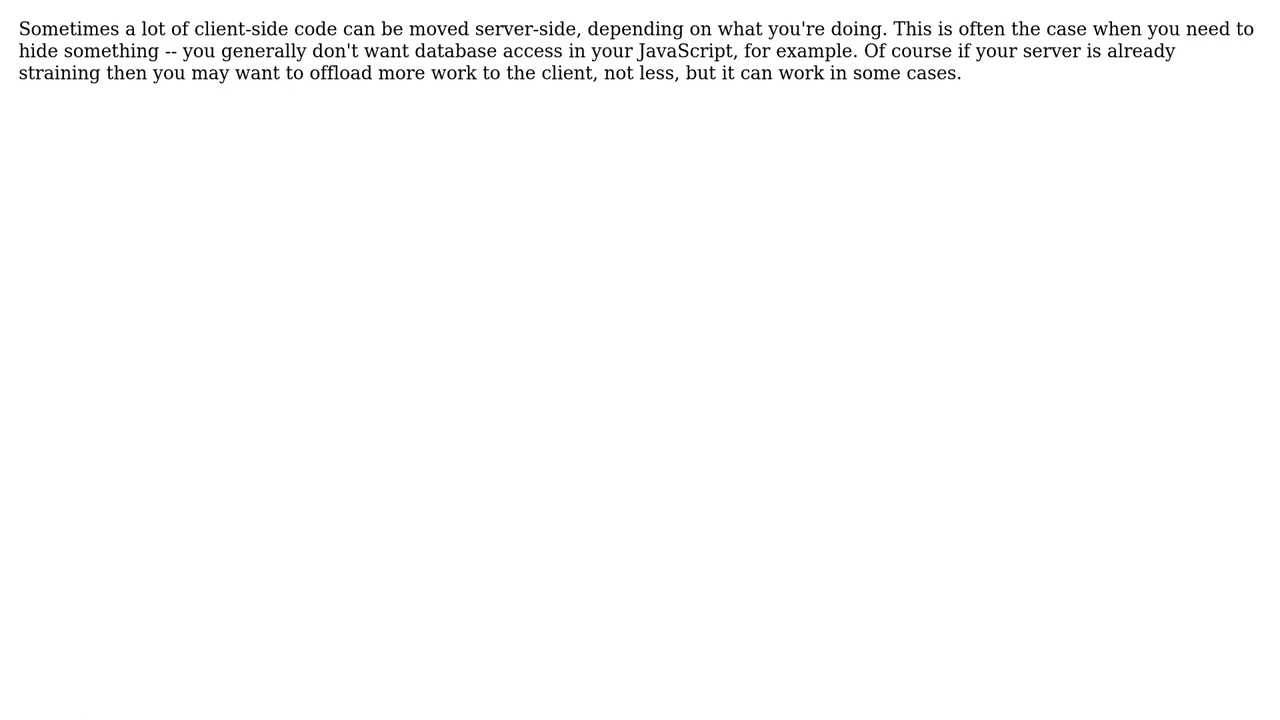 Sometimes a lot of client-side code can be moved server-side, depending on what you're doing. This is often the case when you need to
hide something -- you generally don't want database access in your JavaScript, for example. Of course if your server is already
straining then you may want to offload more work to the client, not less, but it can work in some cases.